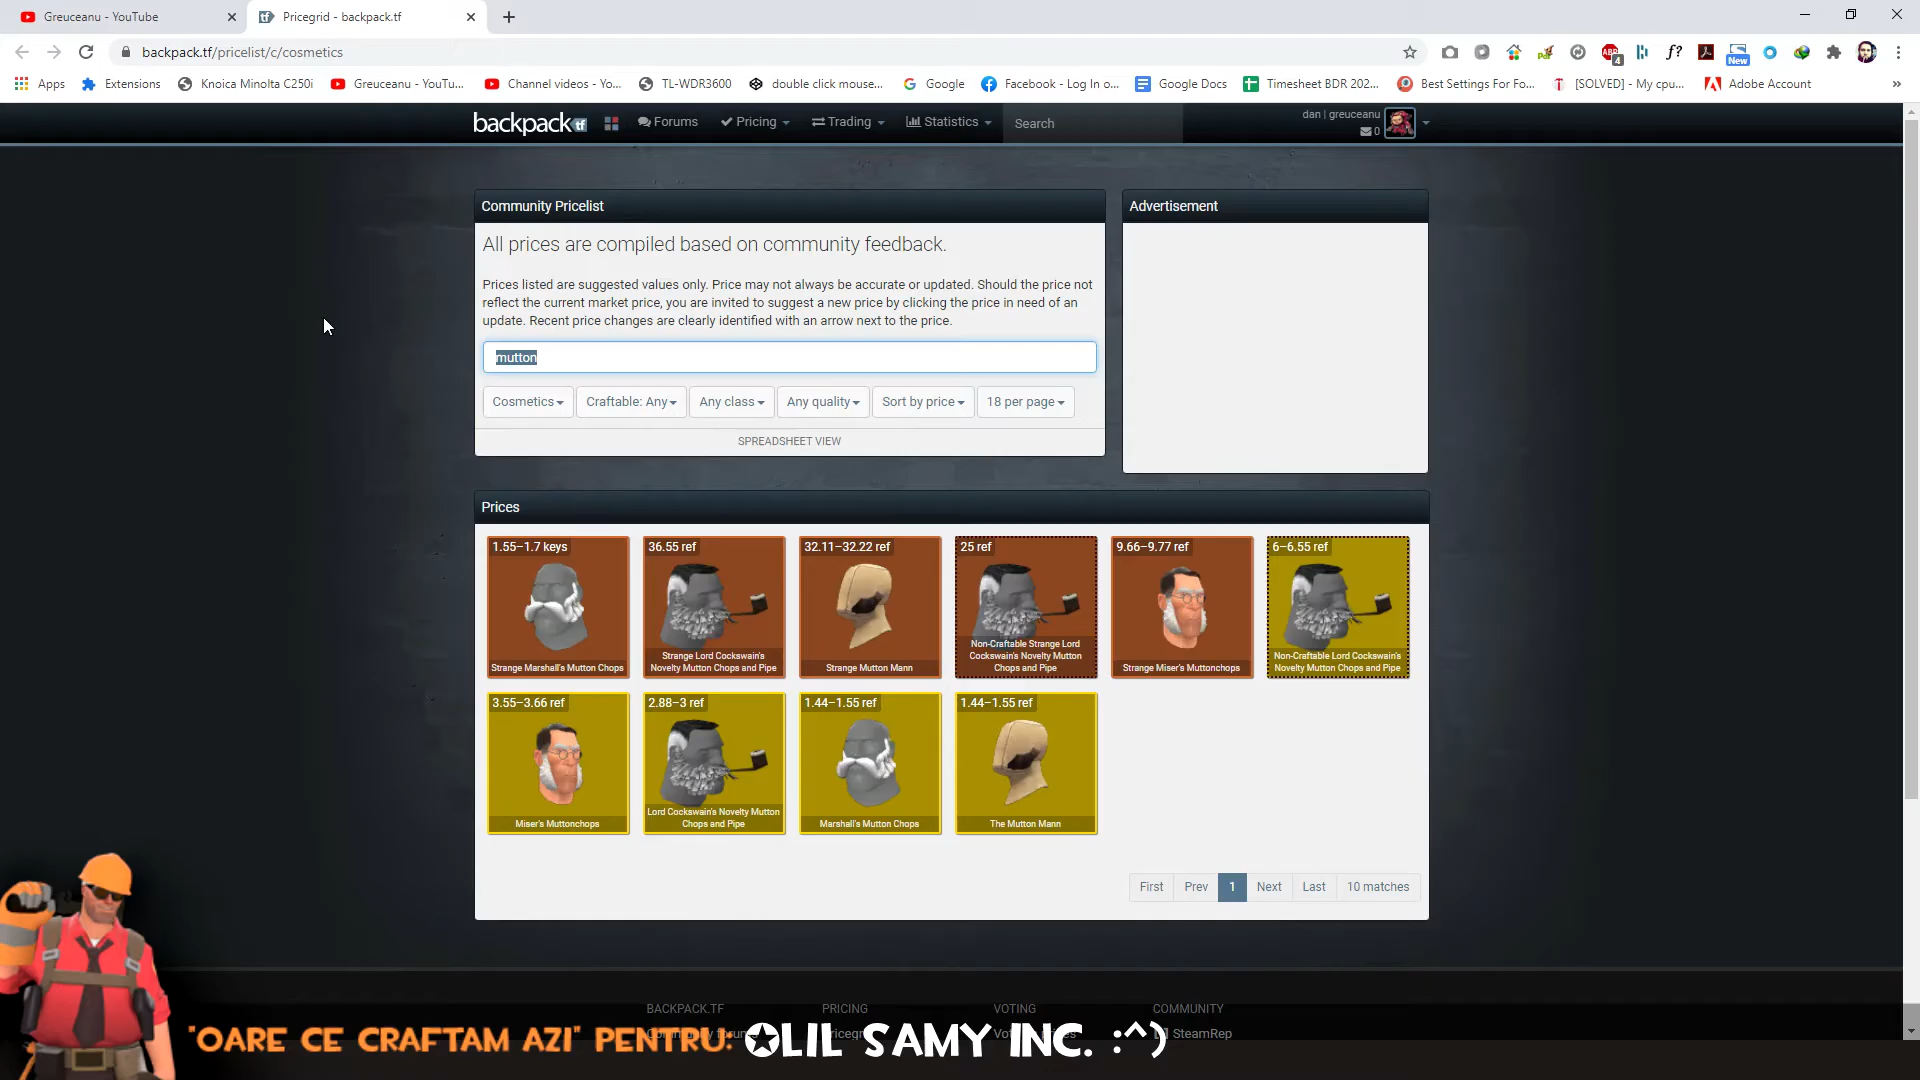 Greuceanu - YouTube
Pricegrid - backpack.tf
backpack.tf/pricelist/c/cosmetics
4
New
Apps
Extensions
Knoica Minolta C250i
Greuceanu - YouTu...
Channel videos - Yo...
TL-WDR3600
double click mouse...
Google
Facebook - Log In o...
Google Docs
Timesheet BDR 202...
Best Settings For Fo...
[SOLVED] - My cpu...
Adobe Account
»
backpack.tf
Forums
Pricing
Trading
Statistics
Search
dan | greuceanu
0
Community Pricelist
All prices are compiled based on community feedback.
Prices listed are suggested values only. Price may not always be accurate or updated. Should the price not
reflect the current market price, you are invited to suggest a new price by clicking the price in need of an
update. Recent price changes are clearly identified with an arrow next to the price.
mutton
Cosmetics
Craftable: Any
Any class
Any quality
Sort by price
18 per page
SPREADSHEET VIEW
Advertisement
Prices
1.55–1.7 keys
Strange Marshall's Mutton Chops
36.55 ref
Strange Lord Cockswain's
Novelty Mutton Chops and Pipe
32.11–32.22 ref
Strange Mutton Mann
25 ref
Non-Craftable Strange Lord
Cockswain's Novelty Mutton
Chops and Pipe
9.66–9.77 ref
Strange Miser's Muttonchops
6–6.55 ref
Non-Craftable Lord Cockswain's
Novelty Mutton Chops and Pipe
3.55–3.66 ref
Miser's Muttonchops
2.88–3 ref
Lord Cockswain's Novelty Mutton
Chops and Pipe
1.44–1.55 ref
Marshall's Mutton Chops
1.44–1.55 ref
The Mutton Mann
First
Prev
1
Next
Last
10 matches
BACKPACK.TF
PRICING
VOTING
COMMUNITY
SteamRep
"OARE CE CRAFTAM AZI" PENTRU: ✪LIL SAMY INC. :^)